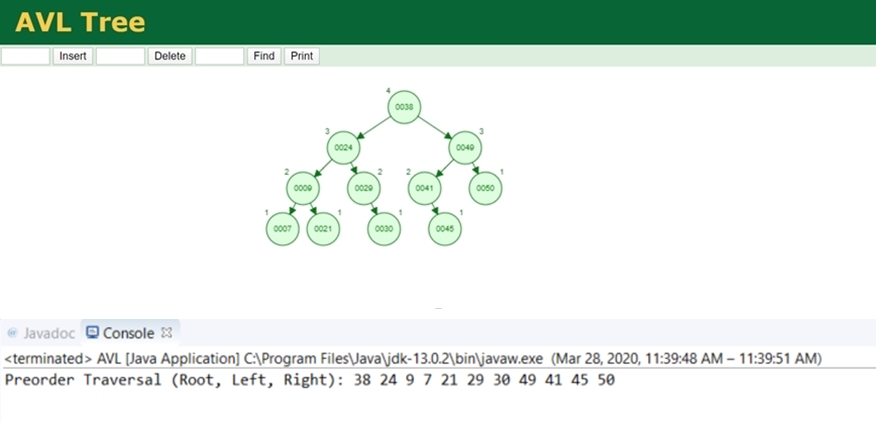 AVL Tree
Insert Delete Find Print
4
0038
3 3
0024 0049
2 2 2 1
0009 0029 0041 0050
1 1 1 1
0007 0021 0030 0045
Javadoc Console
<terminated> AVL [Java Application] C:\Program Files\Java\jdk-13.0.2\bin\javaw.exe (Mar 28, 2020, 11:39:48 AM – 11:39:51 AM)
Preorder Traversal (Root, Left, Right): 38 24 9 7 21 29 30 49 41 45 50